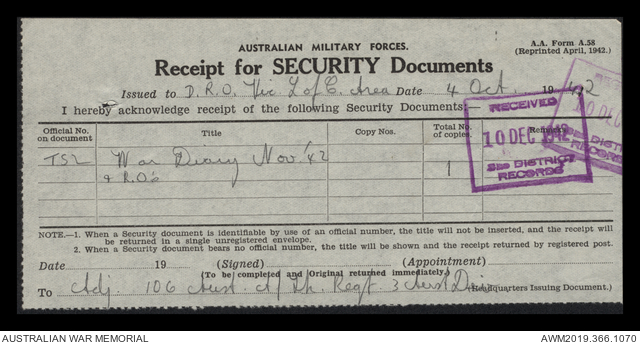 AUSTRALIAN MILITARY FORCES.
A.A. Form A.58
(Reprinted April, 1942.)
Receipt for SECURITY Documents
Issued to D.R.O. Vic L of C. Area Date 4 Oct. 1942
I hereby acknowledge receipt of the following Security Documents:—
Official No. on document Title Copy Nos. Total No. of copies. Remarks
TS2 War Diary Nov. '42 1
& R.O's
RECEIVED
10 DEC 1942
DISTRICT
RECORDS
10 DEC
DISTRICT
RECORDS
NOTE.—1. When a Security document is identifiable by use of an official number, the title will not be inserted, and the receipt will
be returned in a single unregistered envelope.
2. When a Security document bears no official number, the title will be shown and the receipt returned by registered post.
Date 19 (Signed) (Appointment)
(To be completed and Original returned immediately.)
To Adj. 106 Aust. A/Tk. Regt. 3 Aust Div
(Headquarters Issuing Document.)
AUSTRALIAN WAR MEMORIAL
AWM2019.366.1070